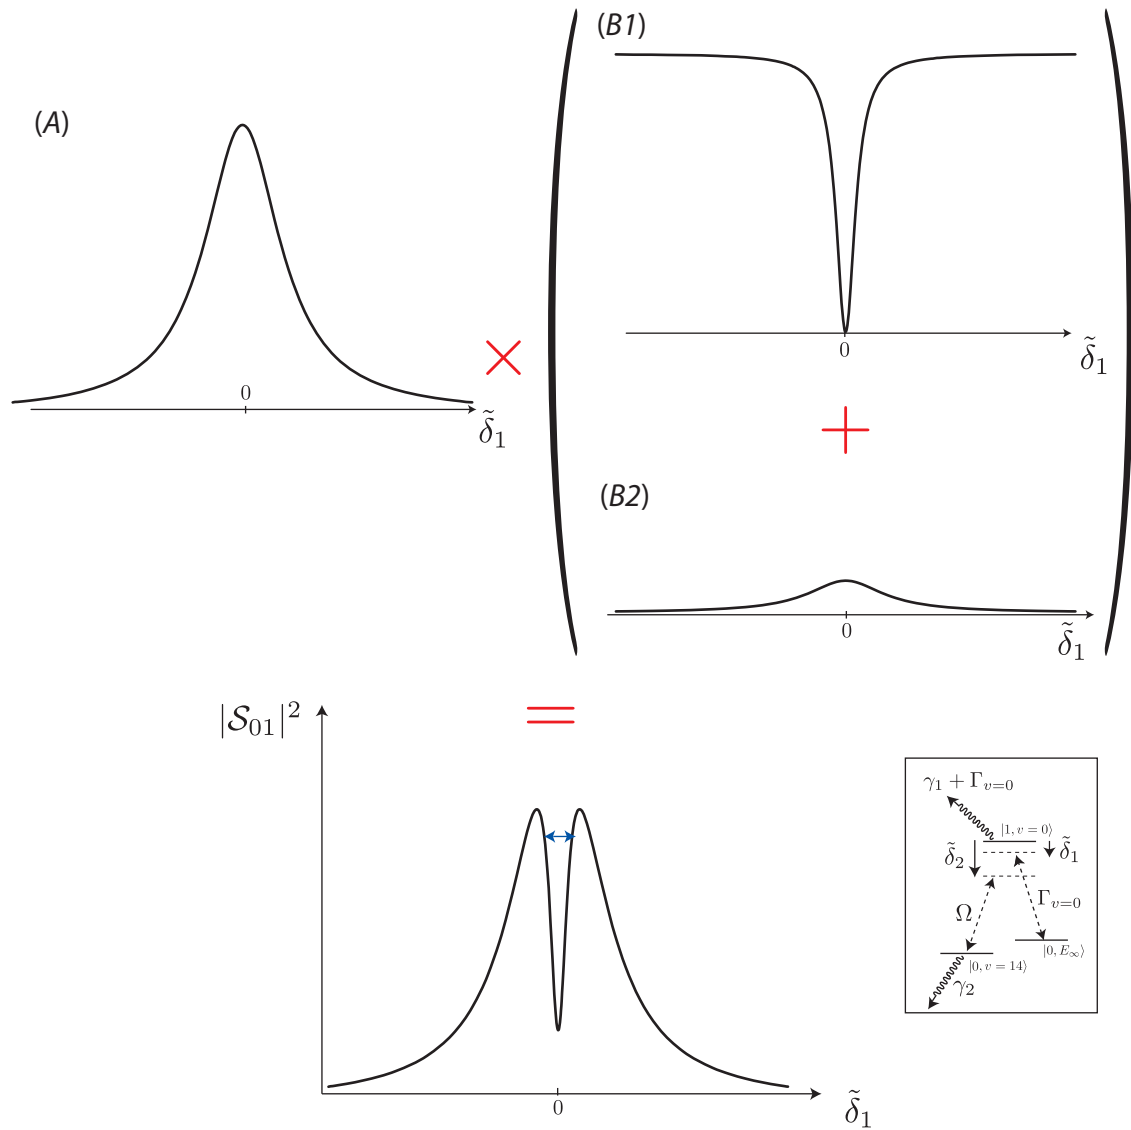 (B1)
(A)
0
δ̃₁
×
0
δ̃₁
+
(B2)
0
δ̃₁
|𝒮₀₁|²
=
0
δ̃₁
γ₁ + Γᵥ₌₀
|1, v = 0⟩
δ̃₂
δ̃₁
Ω
Γᵥ₌₀
|0, E∞⟩
|0, v = 14⟩
γ₂